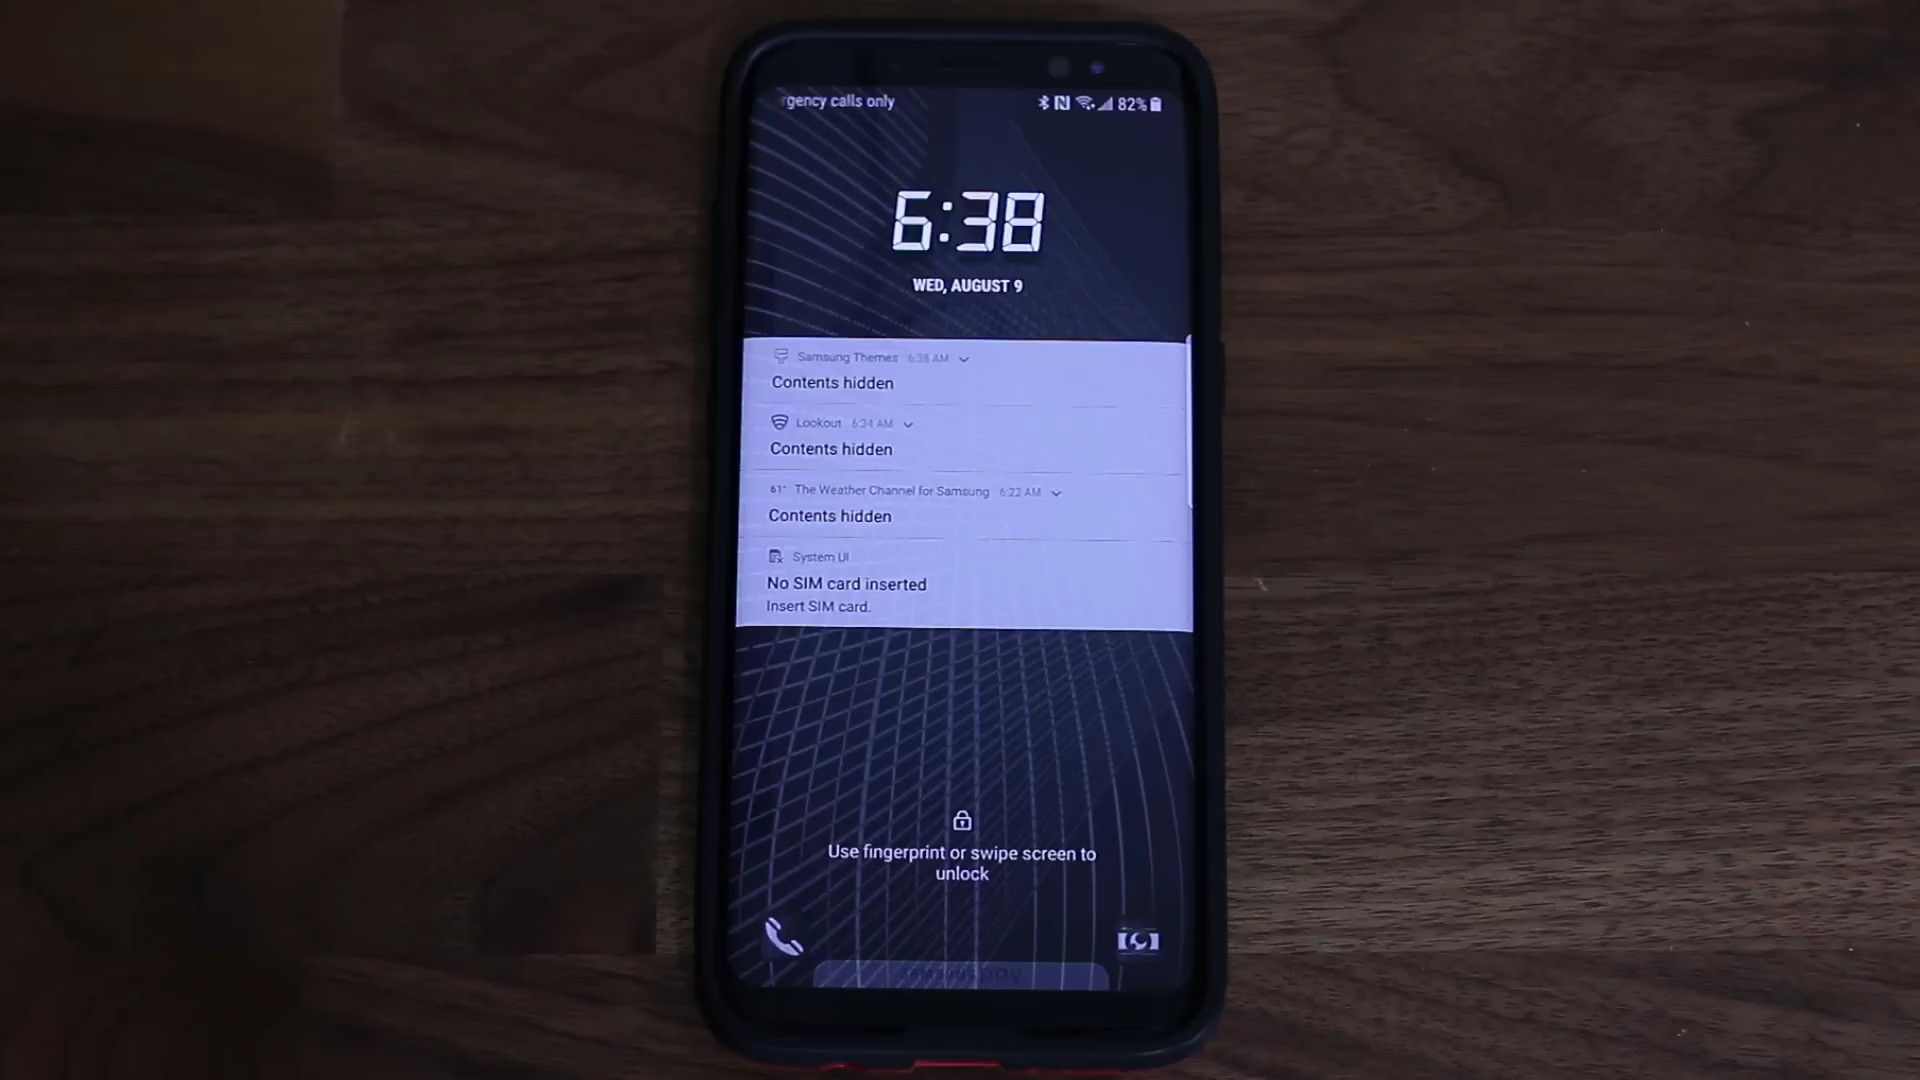 rgency calls only
82%
6:38
WED, AUGUST 9
Samsung Themes 6:38 AM
Contents hidden
Lookout 6:34 AM
Contents hidden
61° The Weather Channel for Samsung 6:22 AM
Contents hidden
System UI
No SIM card inserted
Insert SIM card.
Use fingerprint or swipe screen to
unlock
SAMSUNG pay